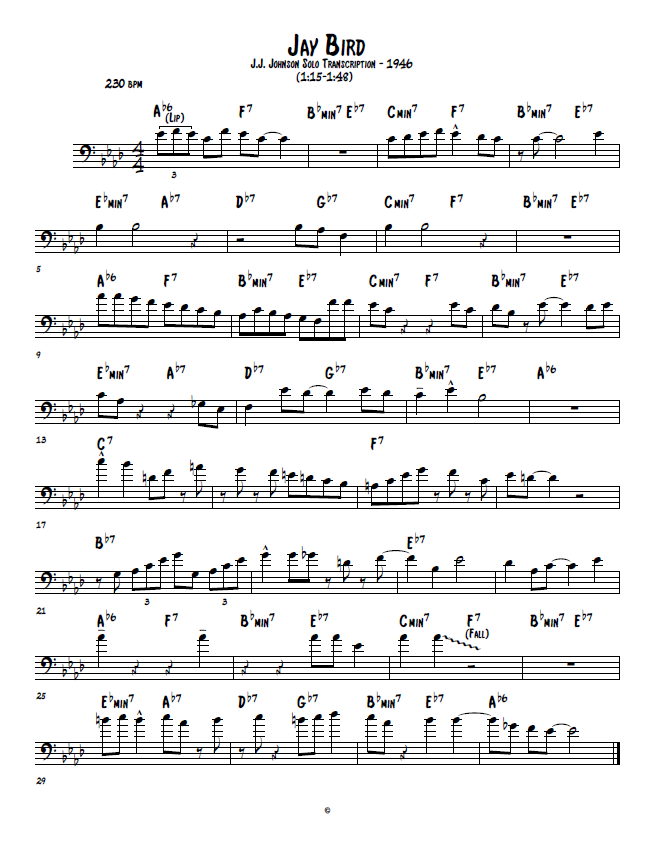 Jay Bird
J.J. Johnson Solo Transcription - 1946
(1:15-1:48)
230 bpm
A♭6 F7 B♭min7 E♭7 Cmin7 F7 B♭min7 E♭7
(Lip)
4
4
3
E♭min7 A♭7 D♭7 G♭7 Cmin7 F7 B♭min7 E♭7
5
A♭6 F7 B♭min7 E♭7 Cmin7 F7 B♭min7 E♭7
9
E♭min7 A♭7 D♭7 G♭7 B♭min7 E♭7 A♭6
13
C7 F7
17
B♭7 E♭7
3 3
21
A♭6 F7 B♭min7 E♭7 Cmin7 F7 B♭min7 E♭7
(Fall)
25
E♭min7 A♭7 D♭7 G♭7 B♭min7 E♭7 A♭6
29
©